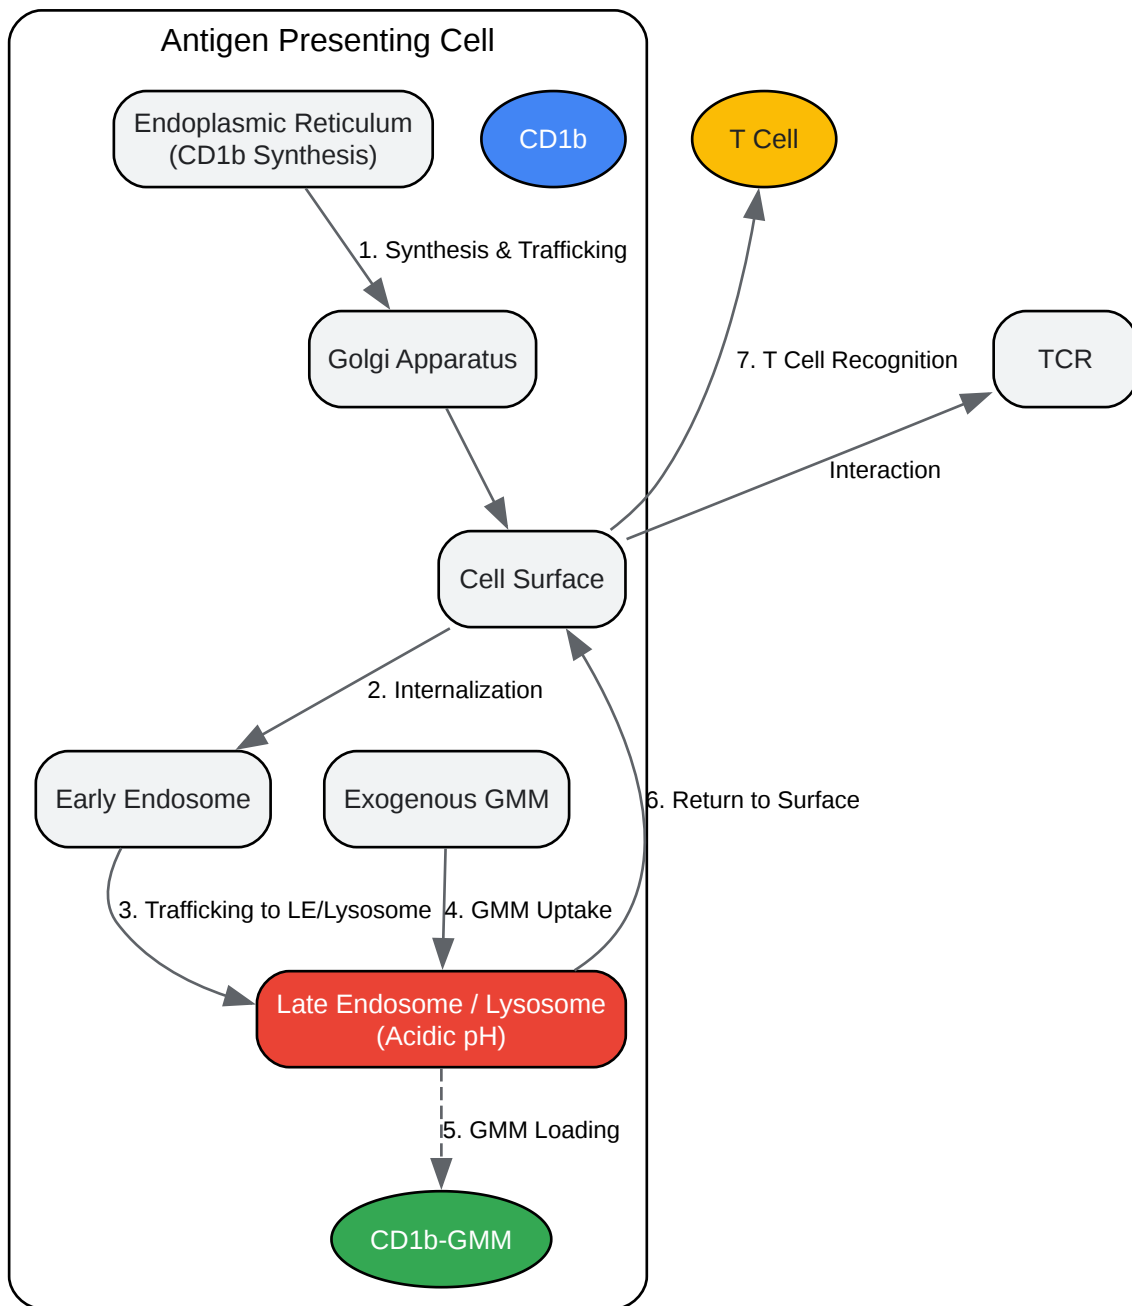 Antigen Presenting Cell
Endoplasmic Reticulum
(CD1b Synthesis)
CD1b
T Cell
1. Synthesis & Trafficking
Golgi Apparatus
7. T Cell Recognition
TCR
Interaction
Cell Surface
2. Internalization
Early Endosome
Exogenous GMM
6. Return to Surface
3. Trafficking to LE/Lysosome
4. GMM Uptake
Late Endosome / Lysosome
(Acidic pH)
5. GMM Loading
CD1b-GMM